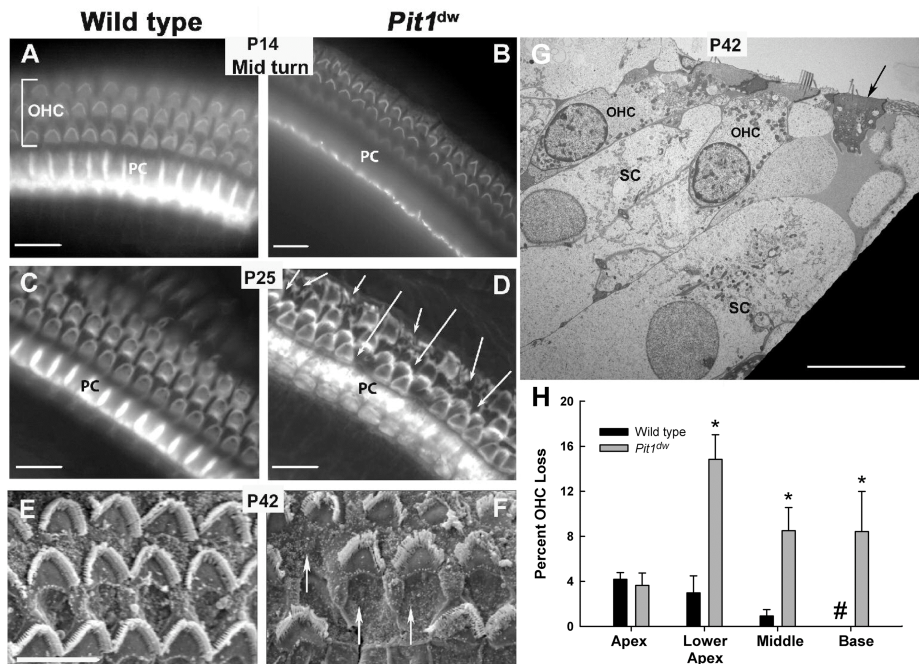 Wild type
Pit1dw
A
P14
Mid turn
B
OHC
PC
PC
C
P25
D
PC
PC
E
P42
F
G
P42
OHC
OHC
SC
SC
H
20
16
12
8
4
0
Percent OHC Loss
Wild type
Pit1dw
*
*
*
#
Apex
Lower
Apex
Middle
Base